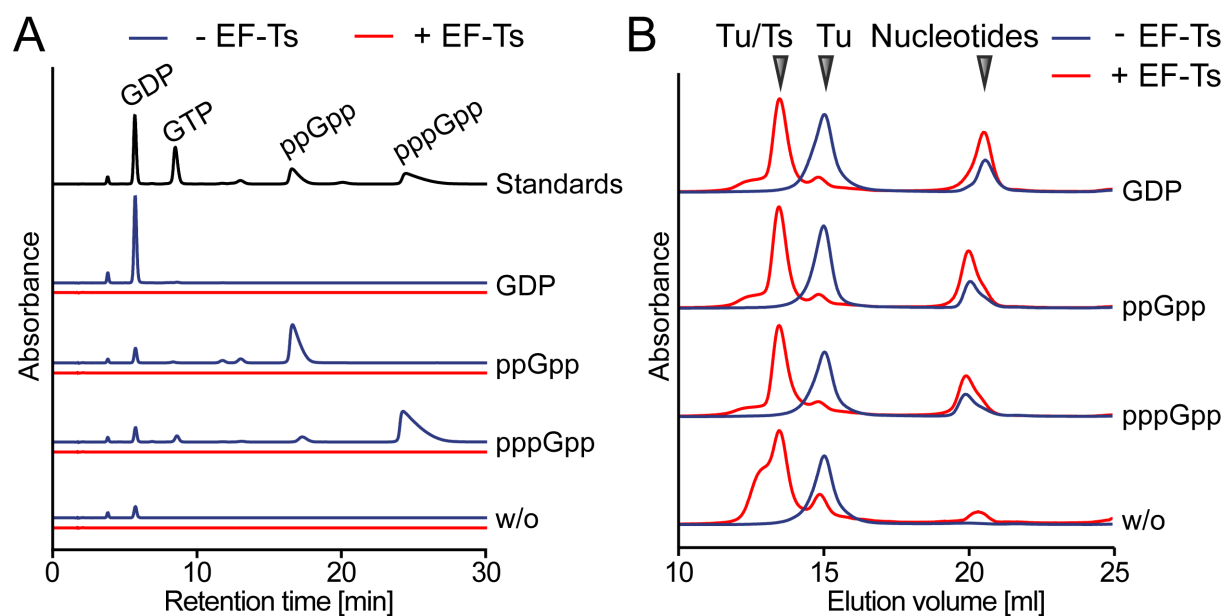 A
- EF-Ts + EF-Ts
GDP
GTP
ppGpp
pppGpp
Standards
GDP
ppGpp
pppGpp
w/o
Absorbance
0 10 20 30
Retention time [min]
B
Tu/Ts Tu Nucleotides
- EF-Ts
+ EF-Ts
GDP
ppGpp
pppGpp
w/o
Absorbance
10 15 20 25
Elution volume [ml]